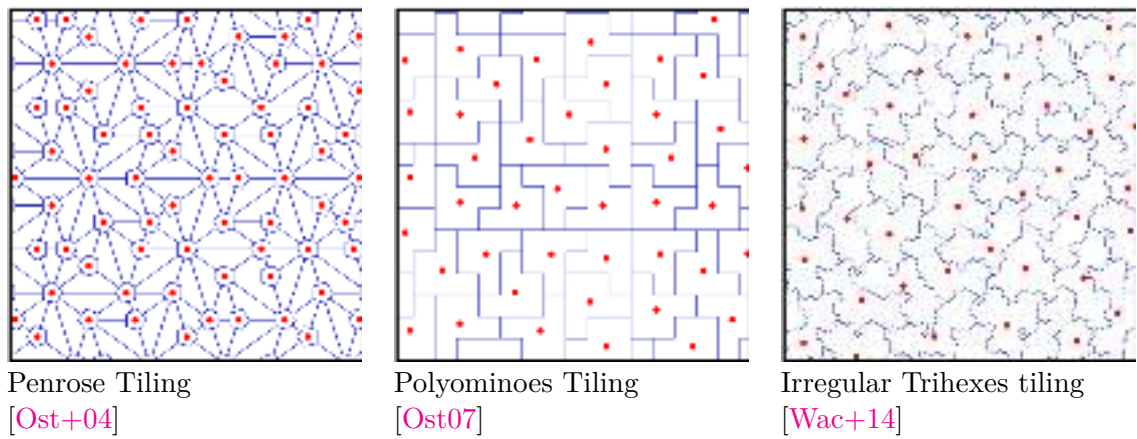 Penrose Tiling
[Ost+04]
Polyominoes Tiling
[Ost07]
Irregular Trihexes tiling
[Wac+14]